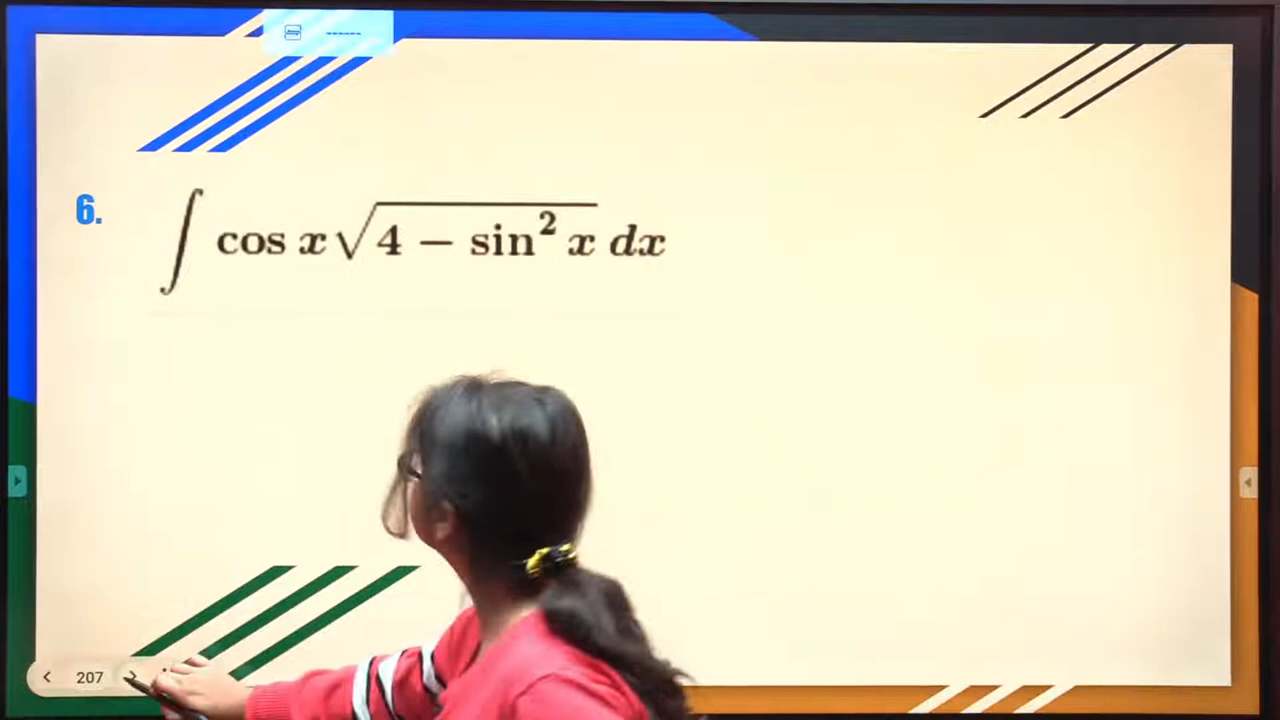 6. ∫ cos x√(4 − sin² x) dx
< 207 >